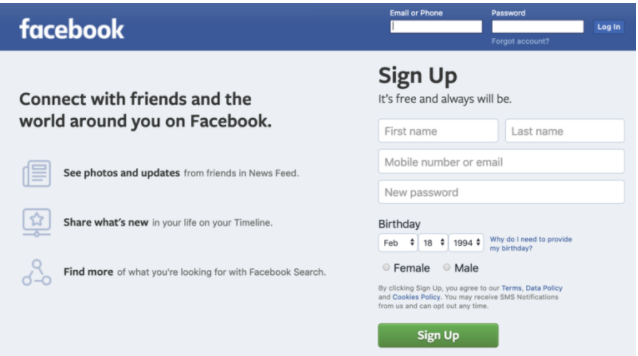 facebook
Email or Phone
Password
Log In
Forgot account?
Connect with friends and the
world around you on Facebook.
See photos and updates from friends in News Feed.
Share what's new in your life on your Timeline.
Find more of what you're looking for with Facebook Search.
Sign Up
It's free and always will be.
First name
Last name
Mobile number or email
New password
Birthday
Feb 18 1994
Why do I need to provide
my birthday?
Female Male
By clicking Sign Up, you agree to our Terms, Data Policy
and Cookies Policy. You may receive SMS Notifications
from us and can opt out any time.
Sign Up